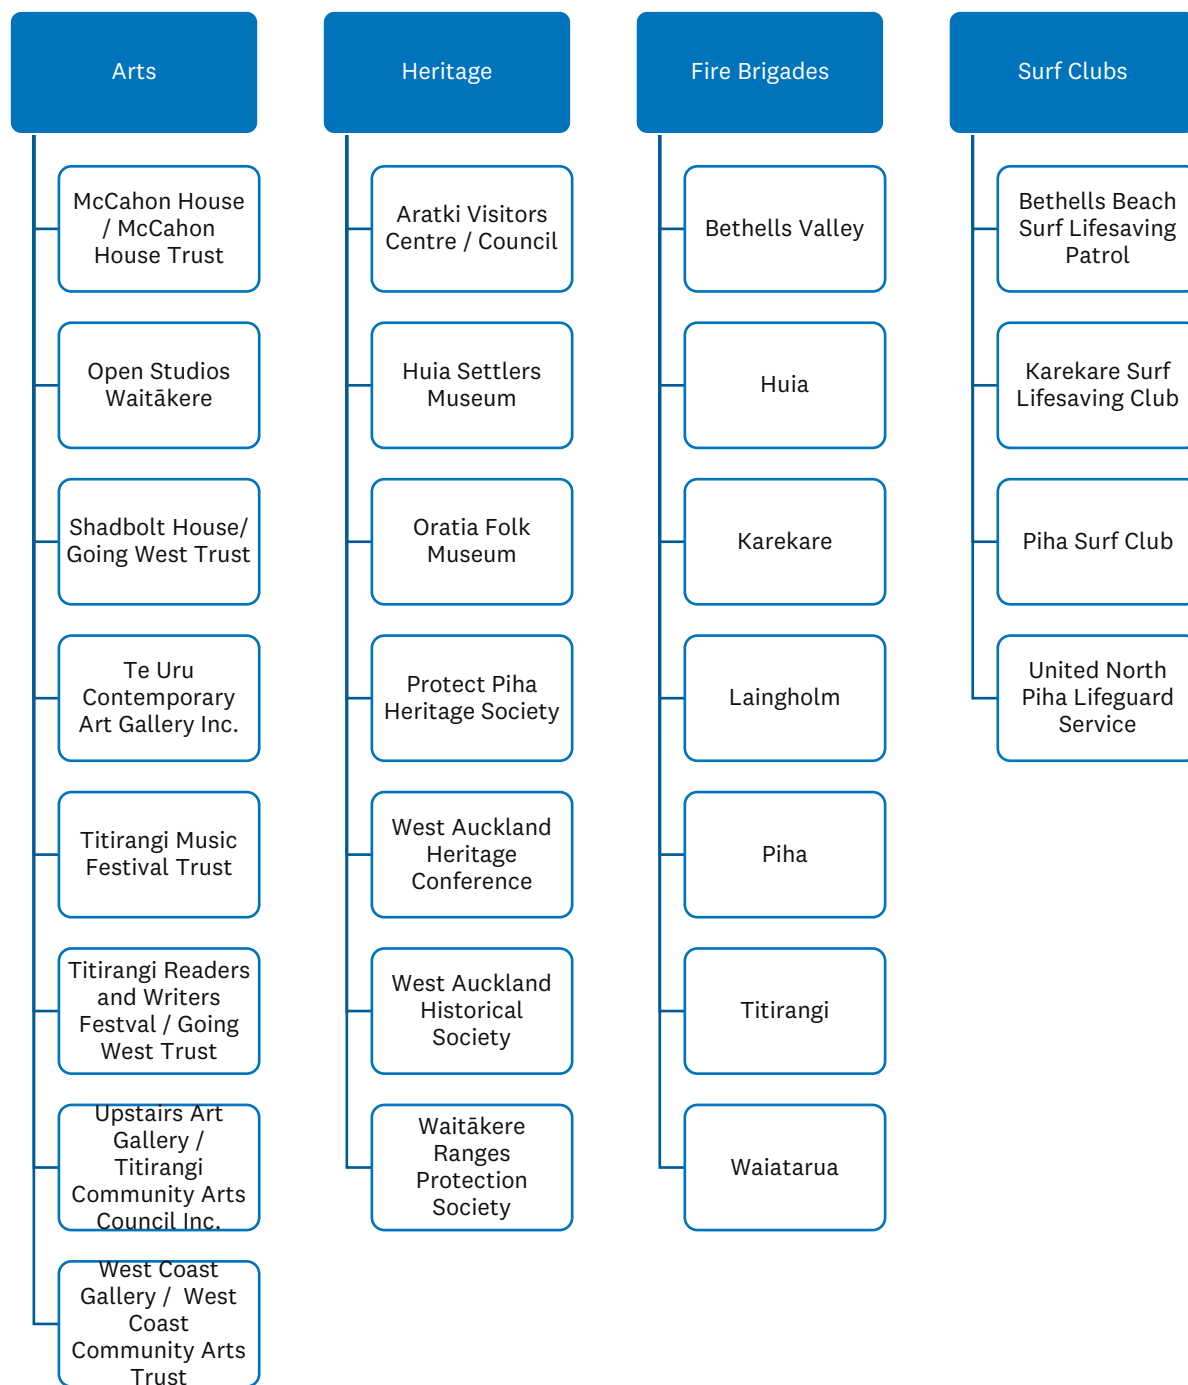 Arts
McCahon House
/ McCahon
House Trust
Open Studios
Waitākere
Shadbolt House/
Going West Trust
Te Uru
Contemporary
Art Gallery Inc.
Titirangi Music
Festival Trust
Titirangi Readers
and Writers
Festval / Going
West Trust
Upstairs Art
Gallery /
Titirangi
Community Arts
Council Inc.
West Coast
Gallery /  West
Coast
Community Arts
Trust
Heritage
Aratki Visitors
Centre / Council
Huia Settlers
Museum
Oratia Folk
Museum
Protect Piha
Heritage Society
West Auckland
Heritage
Conference
West Auckland
Historical
Society
Waitākere
Ranges
Protection
Society
Fire Brigades
Bethells Valley
Huia
Karekare
Laingholm
Piha
Titirangi
Waiatarua
Surf Clubs
Bethells Beach
Surf Lifesaving
Patrol
Karekare Surf
Lifesaving Club
Piha Surf Club
United North
Piha Lifeguard
Service